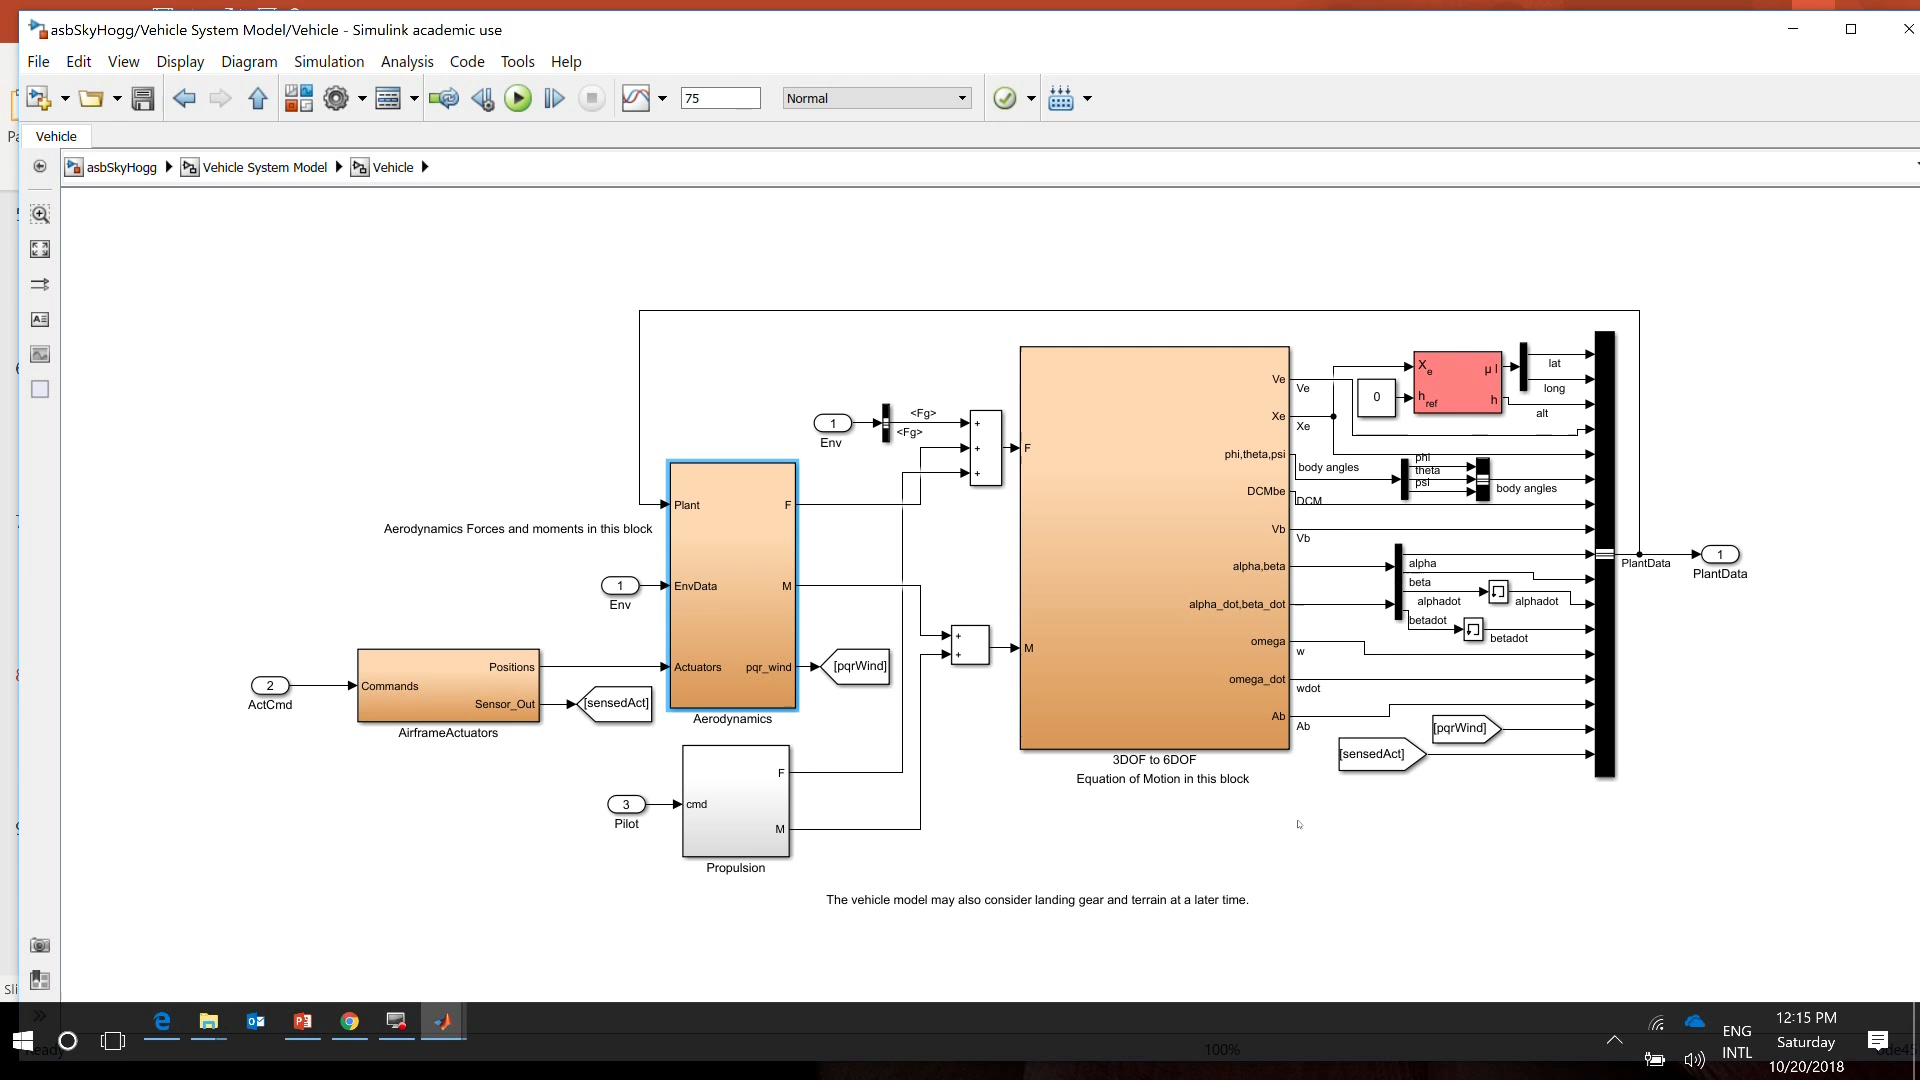 asbSkyHogg/Vehicle System Model/Vehicle - Simulink academic use
File Edit View Display Diagram Simulation Analysis Code Tools Help
75 Normal
Vehicle
asbSkyHogg Vehicle System Model Vehicle
Ve
Ve
Xe
Xe
phi,theta,psi
body angles
DCMbe
DCM
Vb
Vb
alpha,beta
alpha_dot,beta_dot
omega
w
omega_dot
wdot
Ab
Ab
F
M
3DOF to 6DOF
Equation of Motion in this block
0
Xe
href
μ l
h
lat
long
alt
phi
theta
psi
body angles
alpha
beta
alphadot
alphadot
betadot
betadot
[pqrWind]
[sensedAct]
PlantData
1
PlantData
1
Env
<Fg>
<Fg>
+
+
+
+
+
Plant
F
EnvData
M
Actuators
pqr_wind
Aerodynamics
[pqrWind]
Aerodynamics Forces and moments in this block
1
Env
2
ActCmd
Commands
Positions
Sensor_Out
AirframeActuators
[sensedAct]
3
Pilot
cmd
F
M
Propulsion
The vehicle model may also consider landing gear and terrain at a later time.
Ready
100%
ENG
INTL
12:15 PM
Saturday
10/20/2018